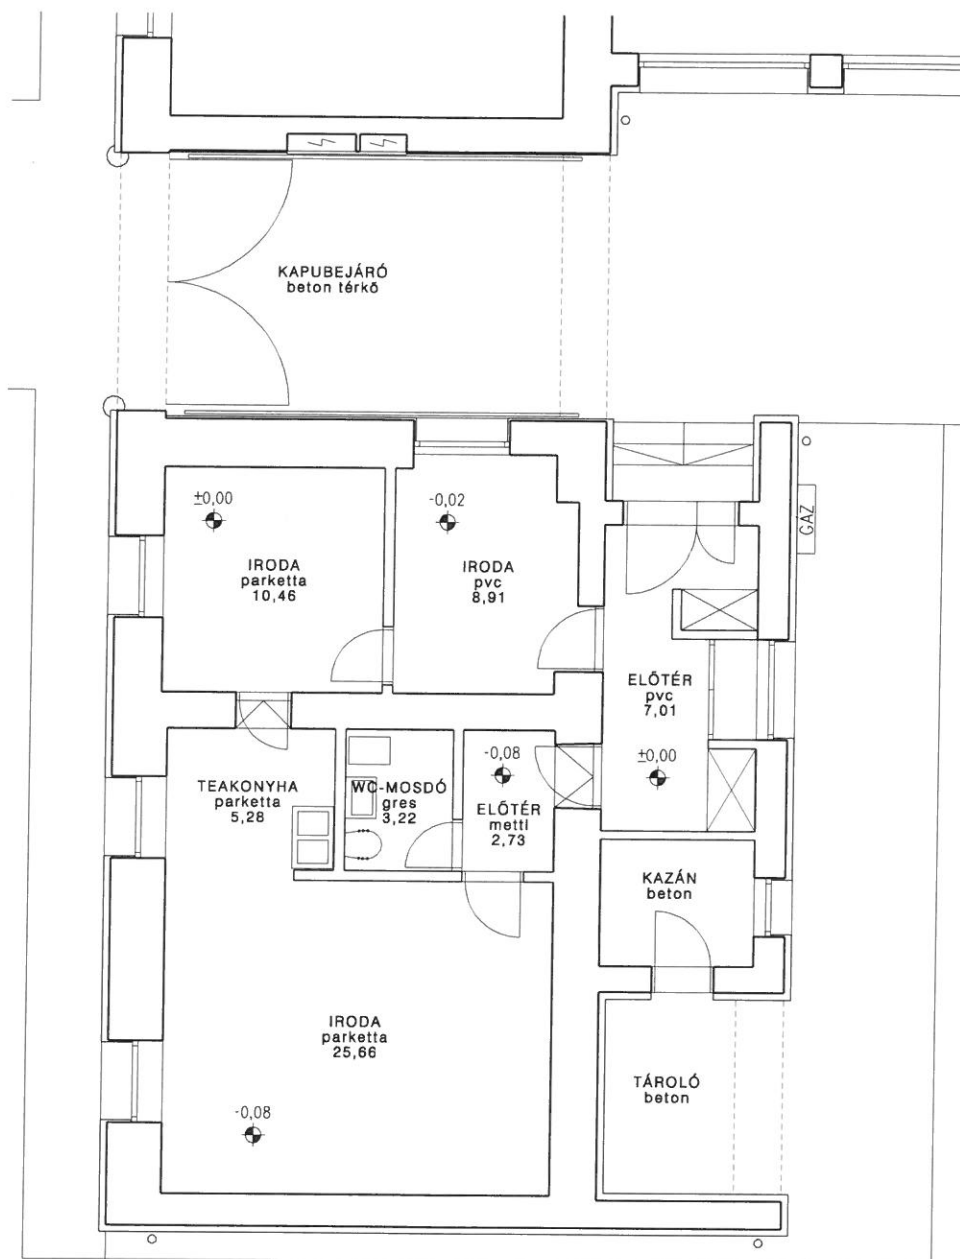 KAPUBEJÁRÓ
beton térkő
±0,00
-0,02
GÁZ
IRODA
parketta
10,46
IRODA
pvc
8,91
ELŐTÉR
pvc
7,01
±0,00
TEAKONYHA
parketta
5,28
WC-MOSDÓ
gres
3,22
-0,08
ELŐTÉR
mettl
2,73
KAZÁN
beton
IRODA
parketta
25,66
TÁROLÓ
beton
-0,08